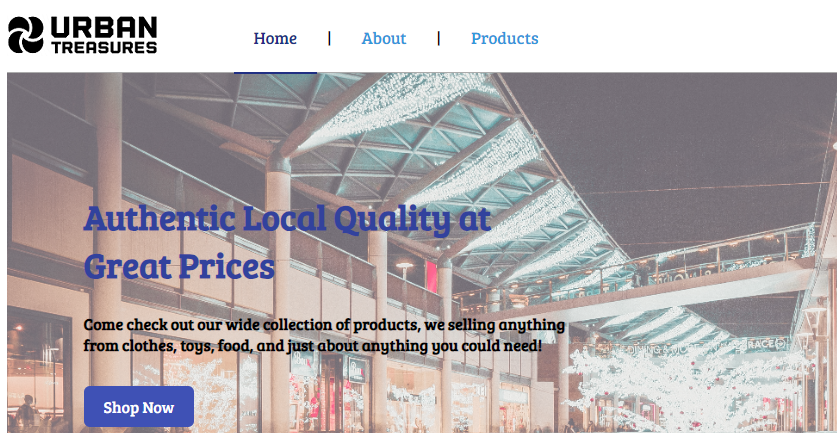 URBAN
TREASURES
Home | About | Products
Authentic Local Quality at
Great Prices
Come check out our wide collection of products, we selling anything
from clothes, toys, food, and just about anything you could need!
Shop Now